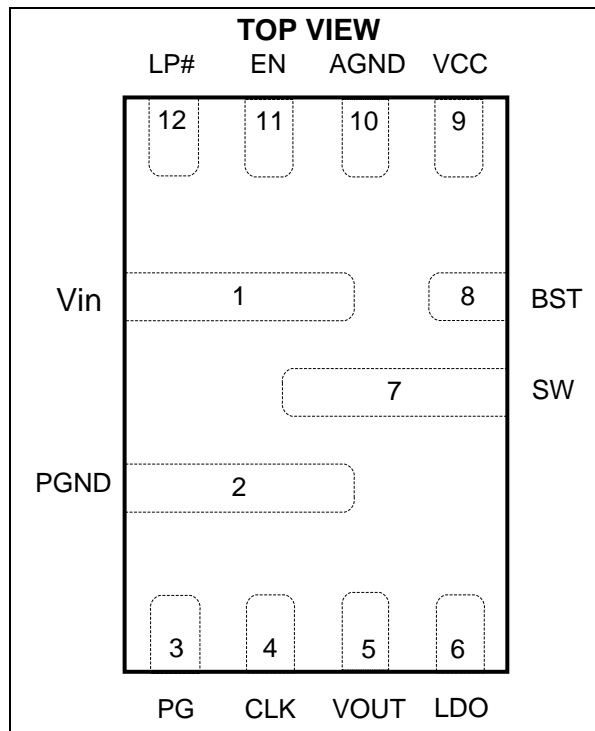 TOP VIEW
LP# EN AGND VCC
12 11 10 9
Vin 1 8 BST
7 SW
PGND 2
3 4 5 6
PG CLK VOUT LDO